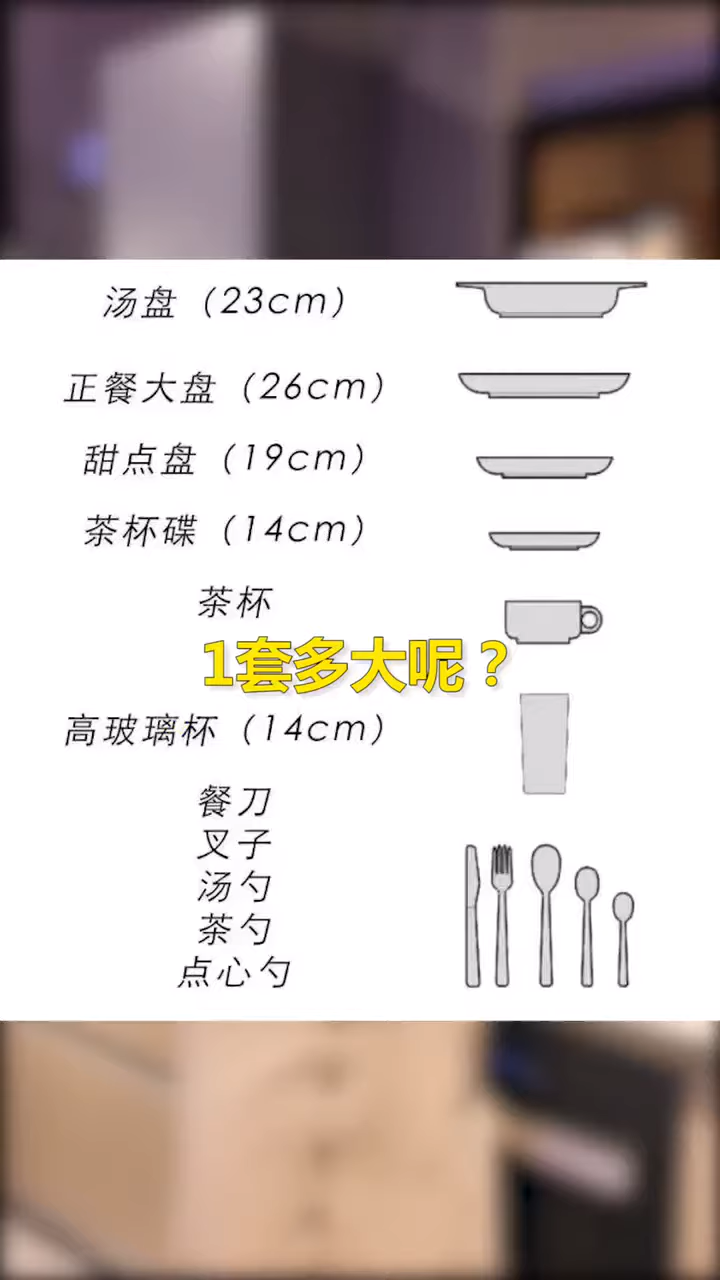 汤盘（23cm）
正餐大盘（26cm）
甜点盘（19cm）
茶杯碟（14cm）
茶杯
1套多大呢？
高玻璃杯（14cm）
餐刀
叉子
汤勺
茶勺
点心勺